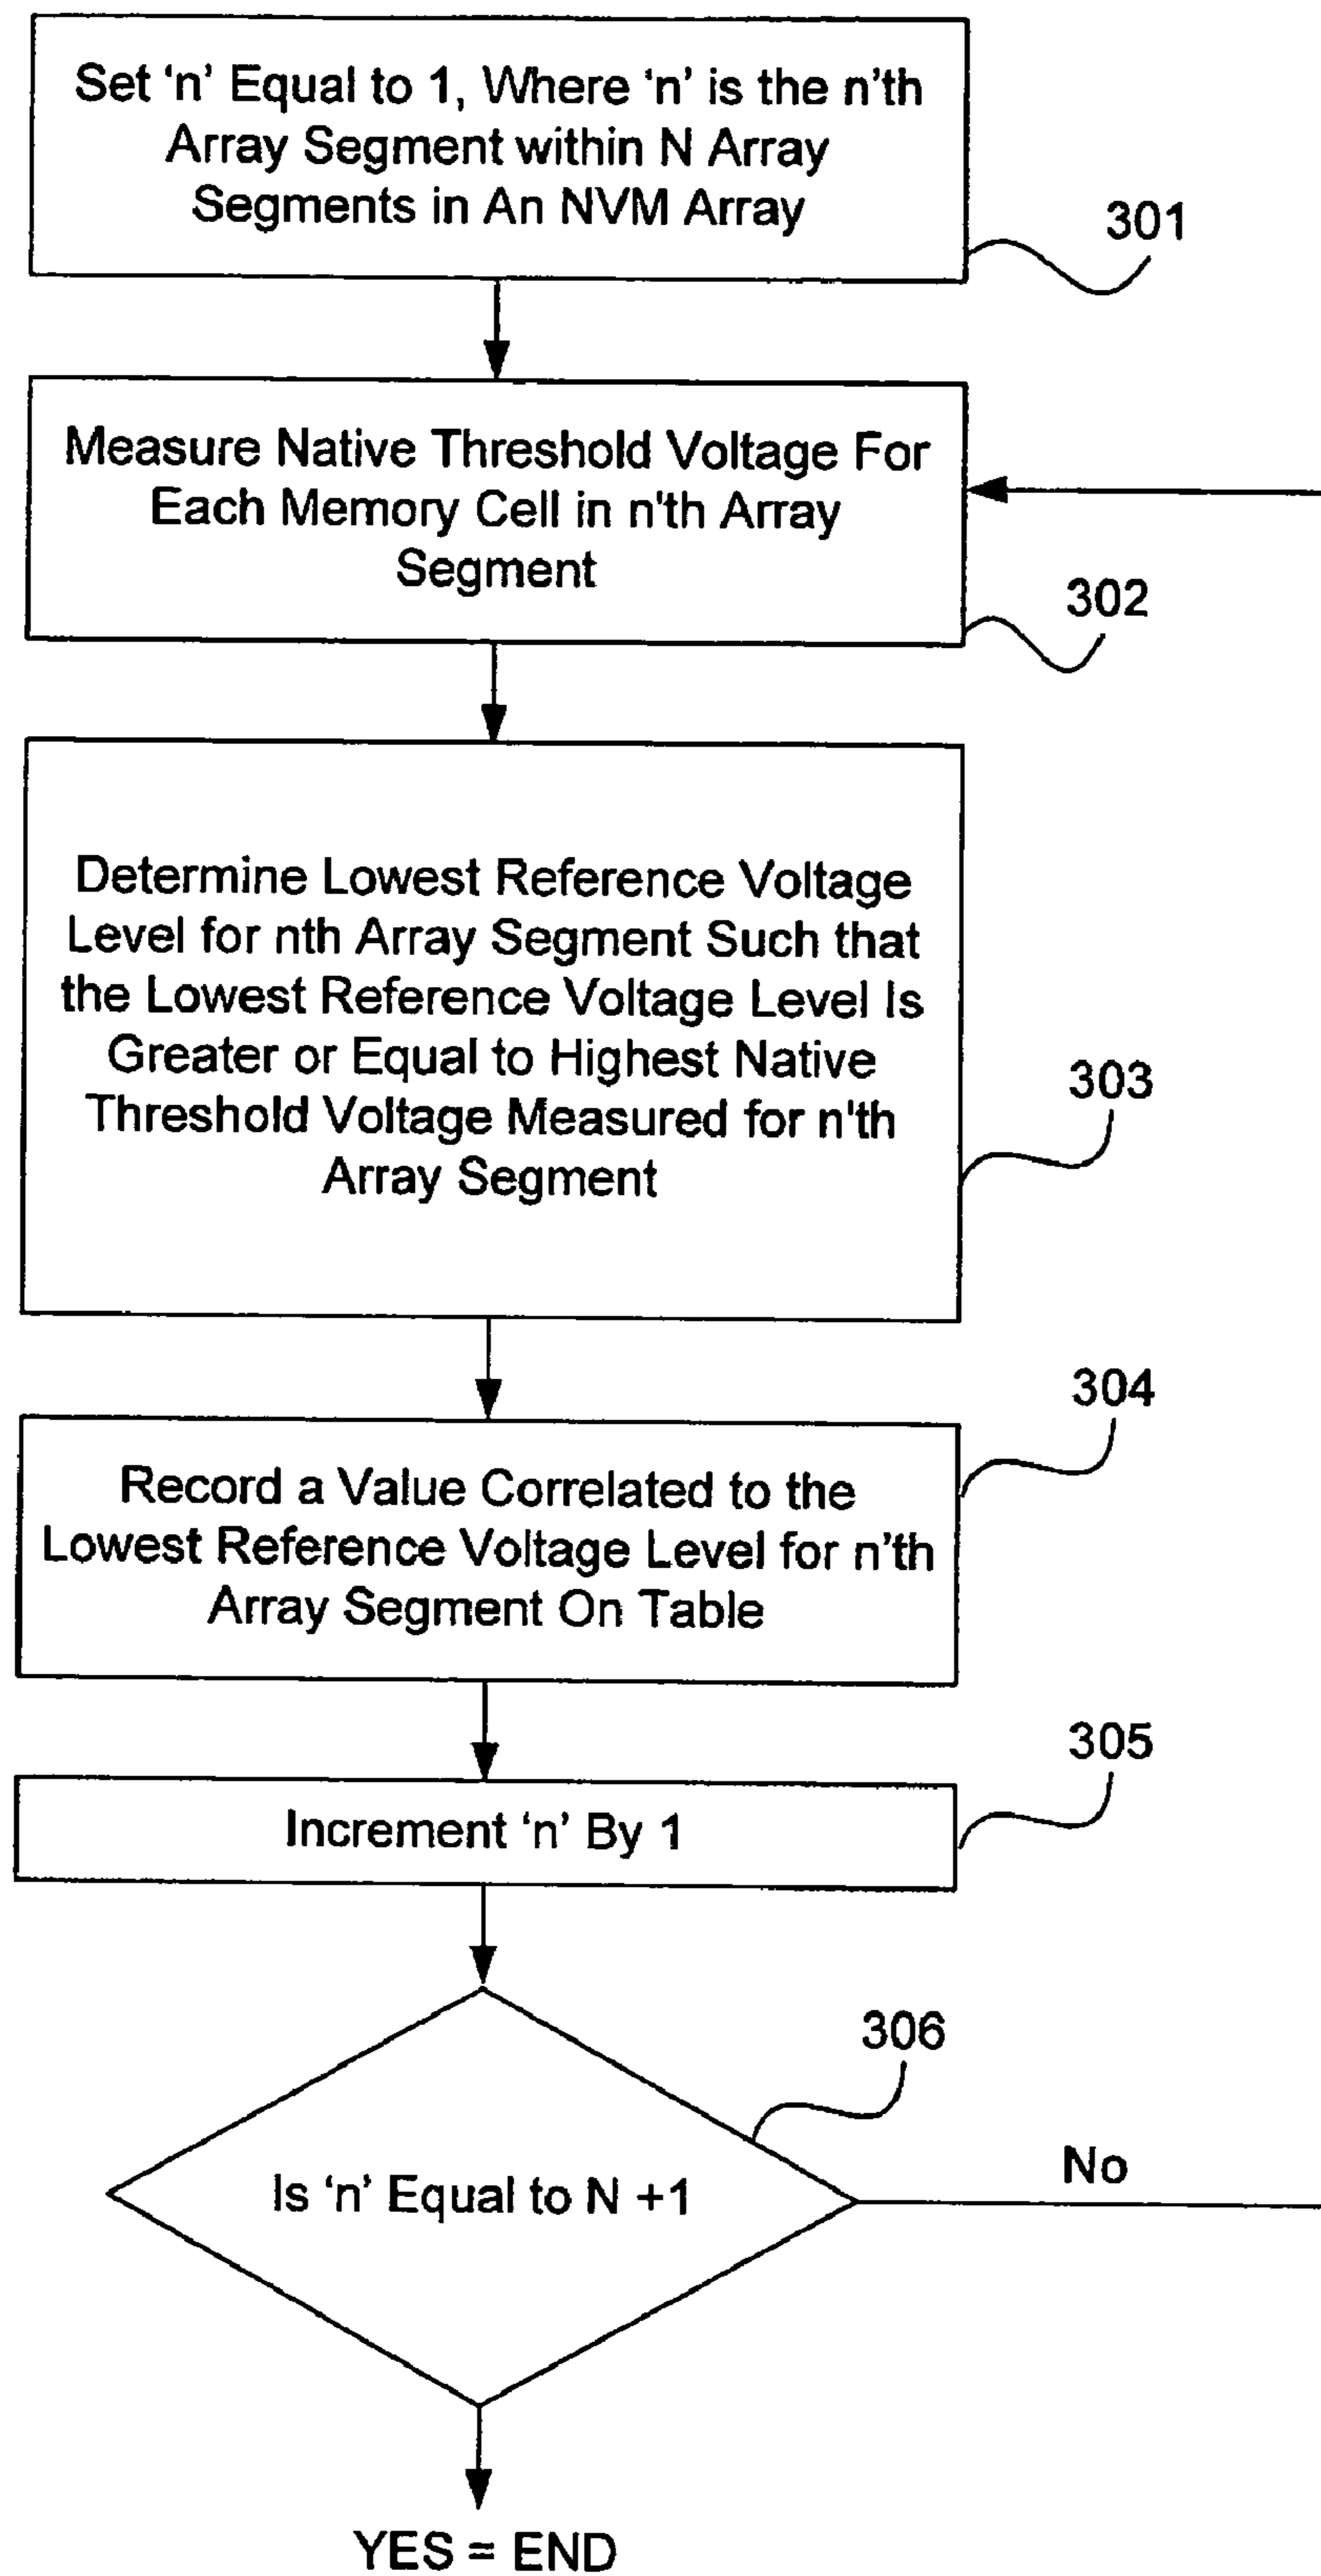 Set ‘n’ Equal to 1, Where ‘n’ is the n’th
Array Segment within N Array
Segments in An NVM Array
301
Measure Native Threshold Voltage For
Each Memory Cell in n'th Array
Segment
302
Determine Lowest Reference Voltage
Level for nth Array Segment Such that
the Lowest Reference Voltage Level Is
Greater or Equal to Highest Native
Threshold Voltage Measured for n'th
Array Segment
303
304
Record a Value Correlated to the
Lowest Reference Voltage Level for n’th
Array Segment On Table
305
Increment ‘n’ By 1
306
Is ‘n’ Equal to N +1
No
YES = END